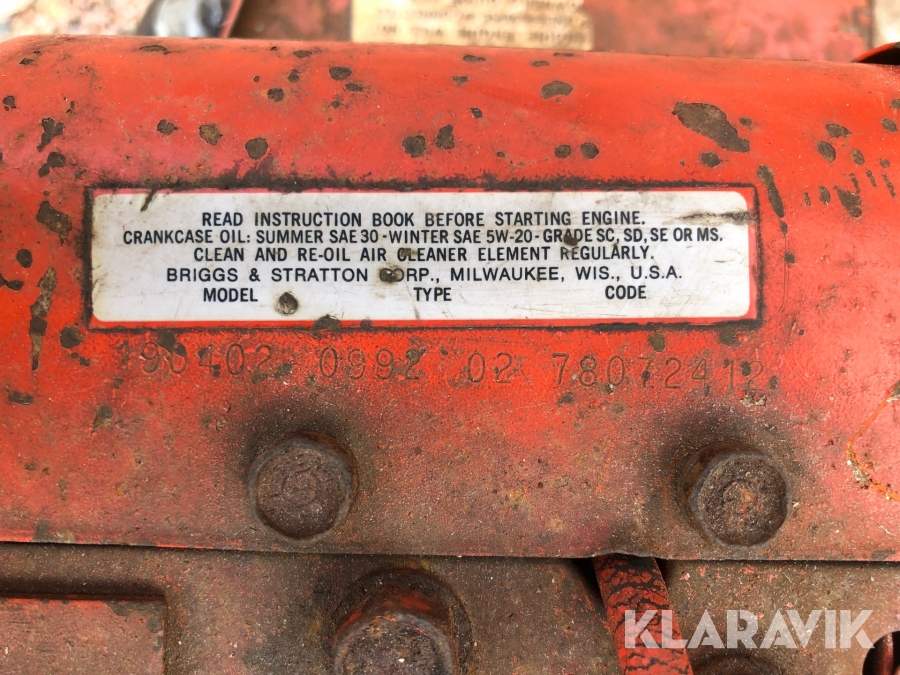 READ INSTRUCTION BOOK BEFORE STARTING ENGINE.
CRANKCASE OIL: SUMMER SAE 30 - WINTER SAE 5W-20 - GRADE SC, SD, SE OR MS.
CLEAN AND RE-OIL AIR CLEANER ELEMENT REGULARLY.
BRIGGS & STRATTON CORP., MILWAUKEE, WIS., U.S.A.
MODEL TYPE CODE
190402 0992 02 78072412
KLARAVIK